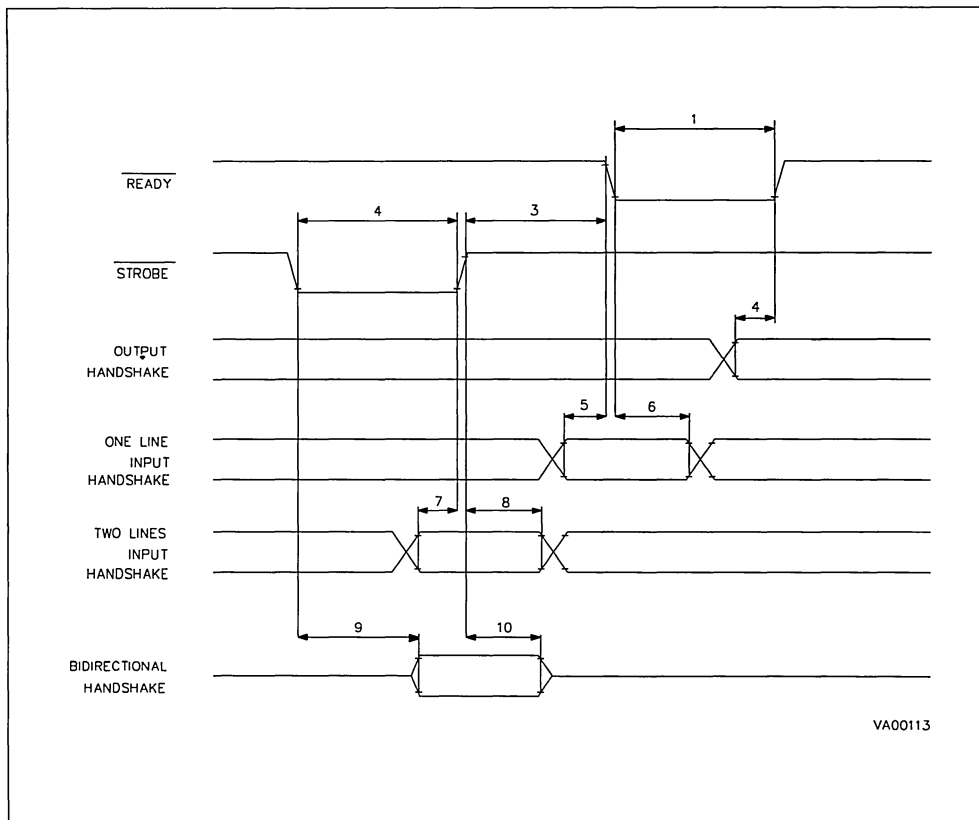 1
READY
4
3
STROBE
4
OUTPUT
HANDSHAKE
5
6
ONE LINE
INPUT
HANDSHAKE
7
8
TWO LINES
INPUT
HANDSHAKE
9
10
BIDIRECTIONAL
HANDSHAKE
VA00113